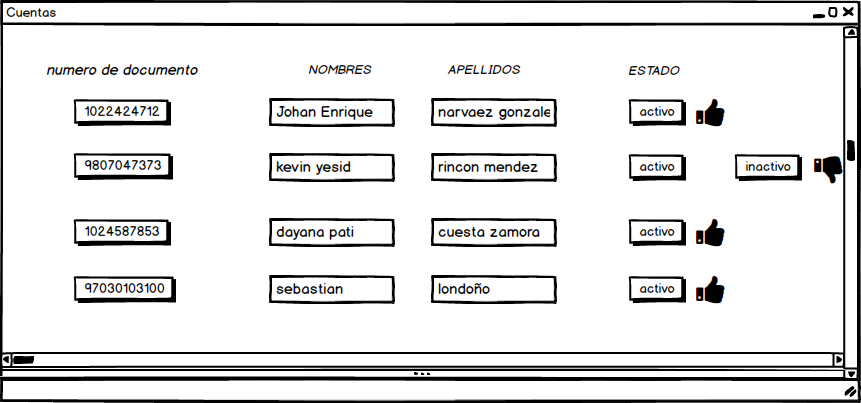 Cuentas
numero de documento NOMBRES APELLIDOS ESTADO
1022424712 Johan Enrique narvaez gonzale activo
9807047373 kevin yesid rincon mendez activo inactivo
1024587853 dayana pati cuesta zamora activo
97030103100 sebastian londoño activo